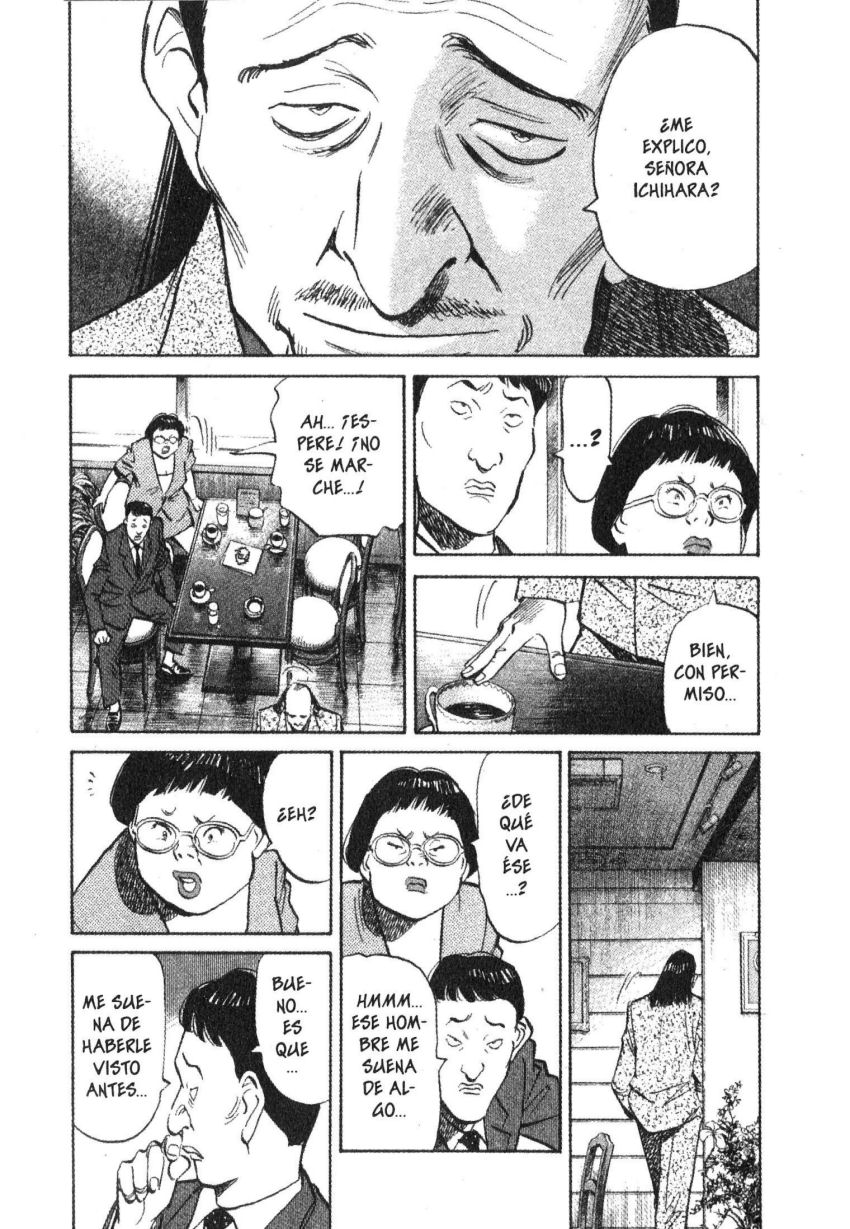 ¿ME
EXPLICO,
SEÑORA
ICHIHARA?
...?
BIEN,
CON PER-
MISO...
AH... ¡ES-
PERE! ¡NO
SE MAR-
CHE...!
¿DE
QUÉ
VA
ÉSE
...?
HMMM...
ESE HOM-
BRE ME
SUENA
DE AL-
GO...
¿EH?
BUE-
NO...
ES
QUE
...
ME SUE-
NA DE
HABERLE
VISTO
ANTES...